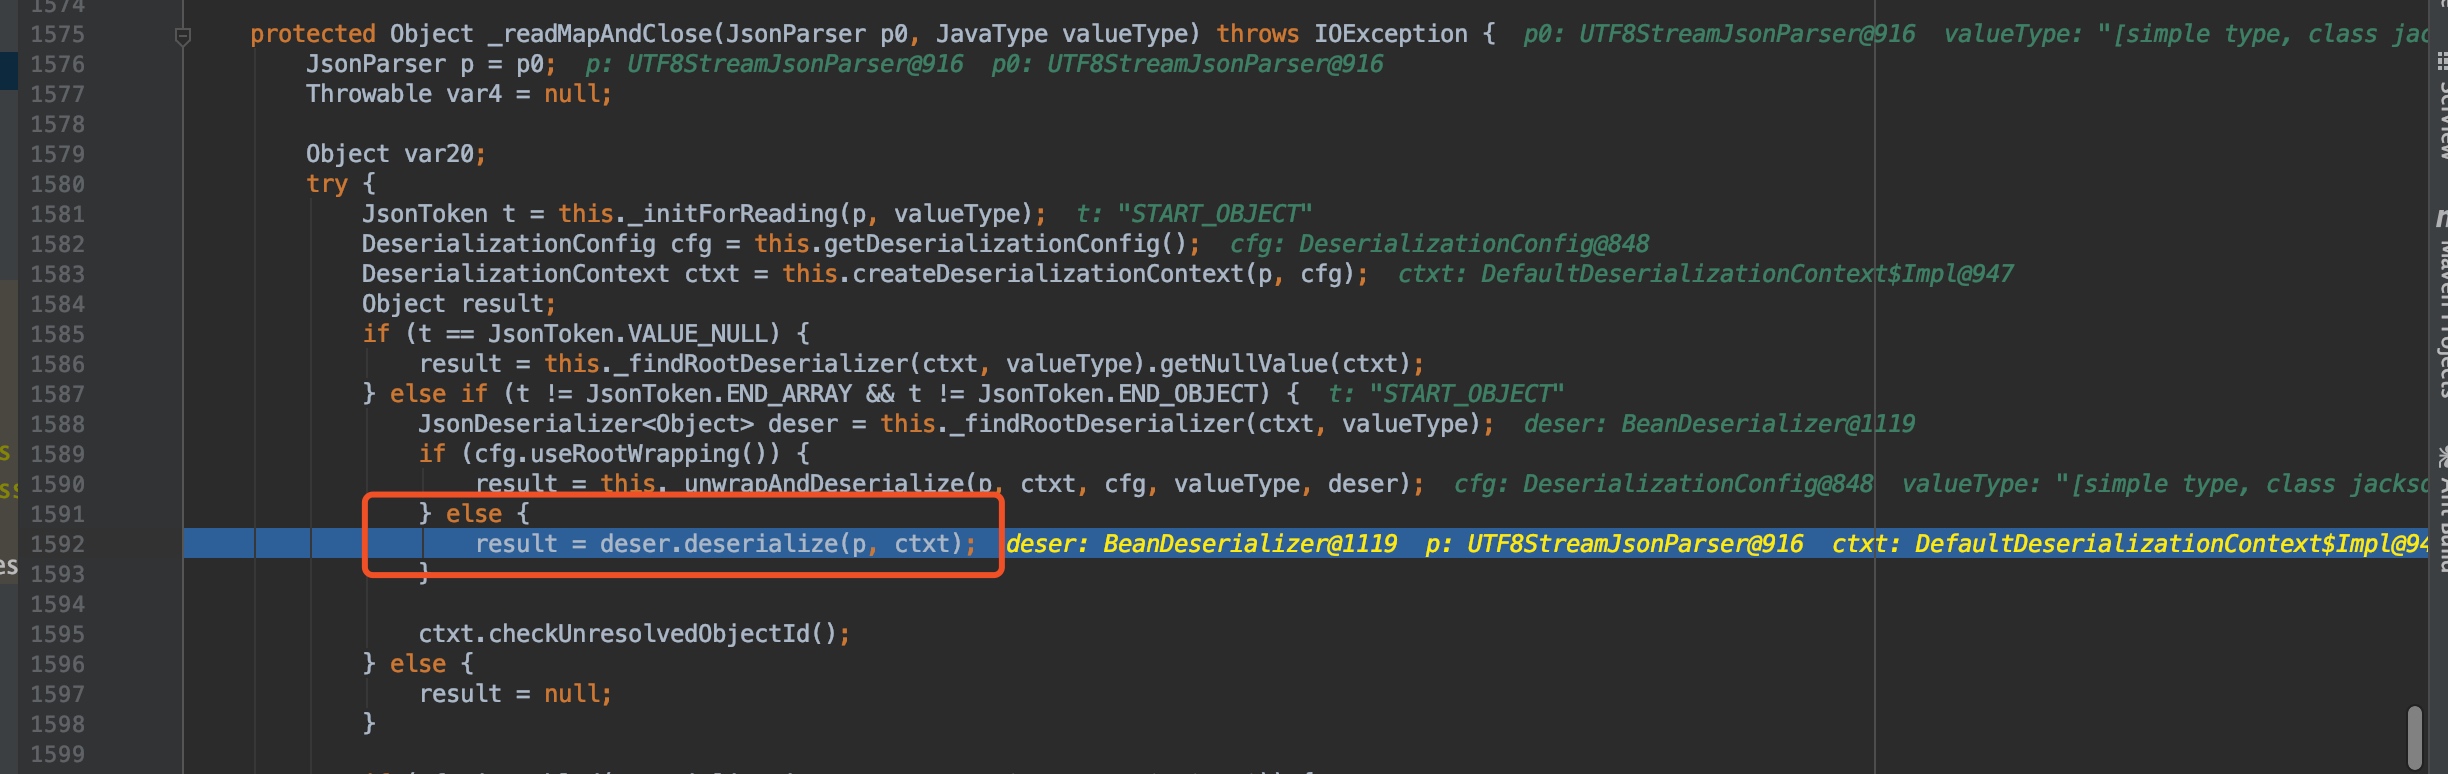 1574
1575 protected Object _readMapAndClose(JsonParser p0, JavaType valueType) throws IOException { p0: UTF8StreamJsonParser@916 valueType: "[simple type, class jac
1576 JsonParser p = p0; p: UTF8StreamJsonParser@916 p0: UTF8StreamJsonParser@916
1577 Throwable var4 = null;
1578
1579 Object var20;
1580 try {
1581 JsonToken t = this._initForReading(p, valueType); t: "START_OBJECT"
1582 DeserializationConfig cfg = this.getDeserializationConfig(); cfg: DeserializationConfig@848
1583 DeserializationContext ctxt = this.createDeserializationContext(p, cfg); ctxt: DefaultDeserializationContext$Impl@947
1584 Object result;
1585 if (t == JsonToken.VALUE_NULL) {
1586 result = this._findRootDeserializer(ctxt, valueType).getNullValue(ctxt);
1587 } else if (t != JsonToken.END_ARRAY && t != JsonToken.END_OBJECT) { t: "START_OBJECT"
1588 JsonDeserializer<Object> deser = this._findRootDeserializer(ctxt, valueType); deser: BeanDeserializer@1119
1589 if (cfg.useRootWrapping()) {
1590 result = this._unwrapAndDeserialize(p, ctxt, cfg, valueType, deser); cfg: DeserializationConfig@848 valueType: "[simple type, class jacksc
1591 } else {
1592 result = deser.deserialize(p, ctxt); deser: BeanDeserializer@1119 p: UTF8StreamJsonParser@916 ctxt: DefaultDeserializationContext$Impl@94
1593 }
1594
1595 ctxt.checkUnresolvedObjectId();
1596 } else {
1597 result = null;
1598 }
1599
SciView
Maven Projects
Ant Build